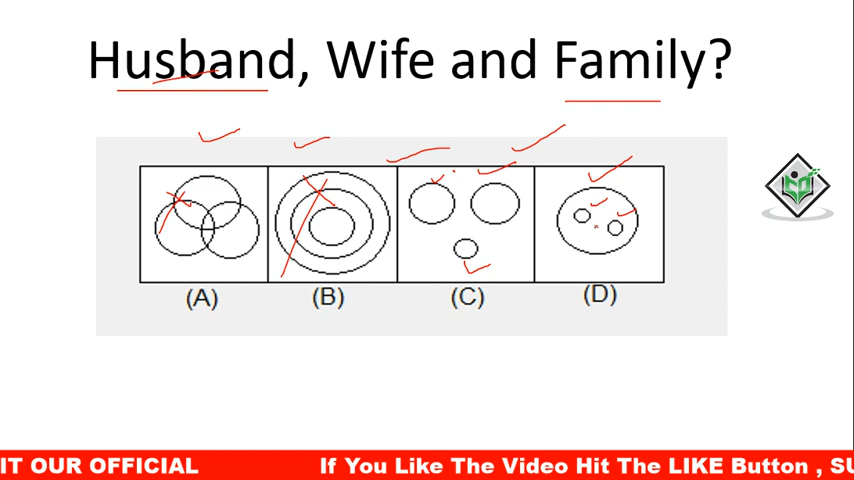 Husband, Wife and Family?
(A) (B) (C) (D)
IT OUR OFFICIAL If You Like The Video Hit The LIKE Button , SU